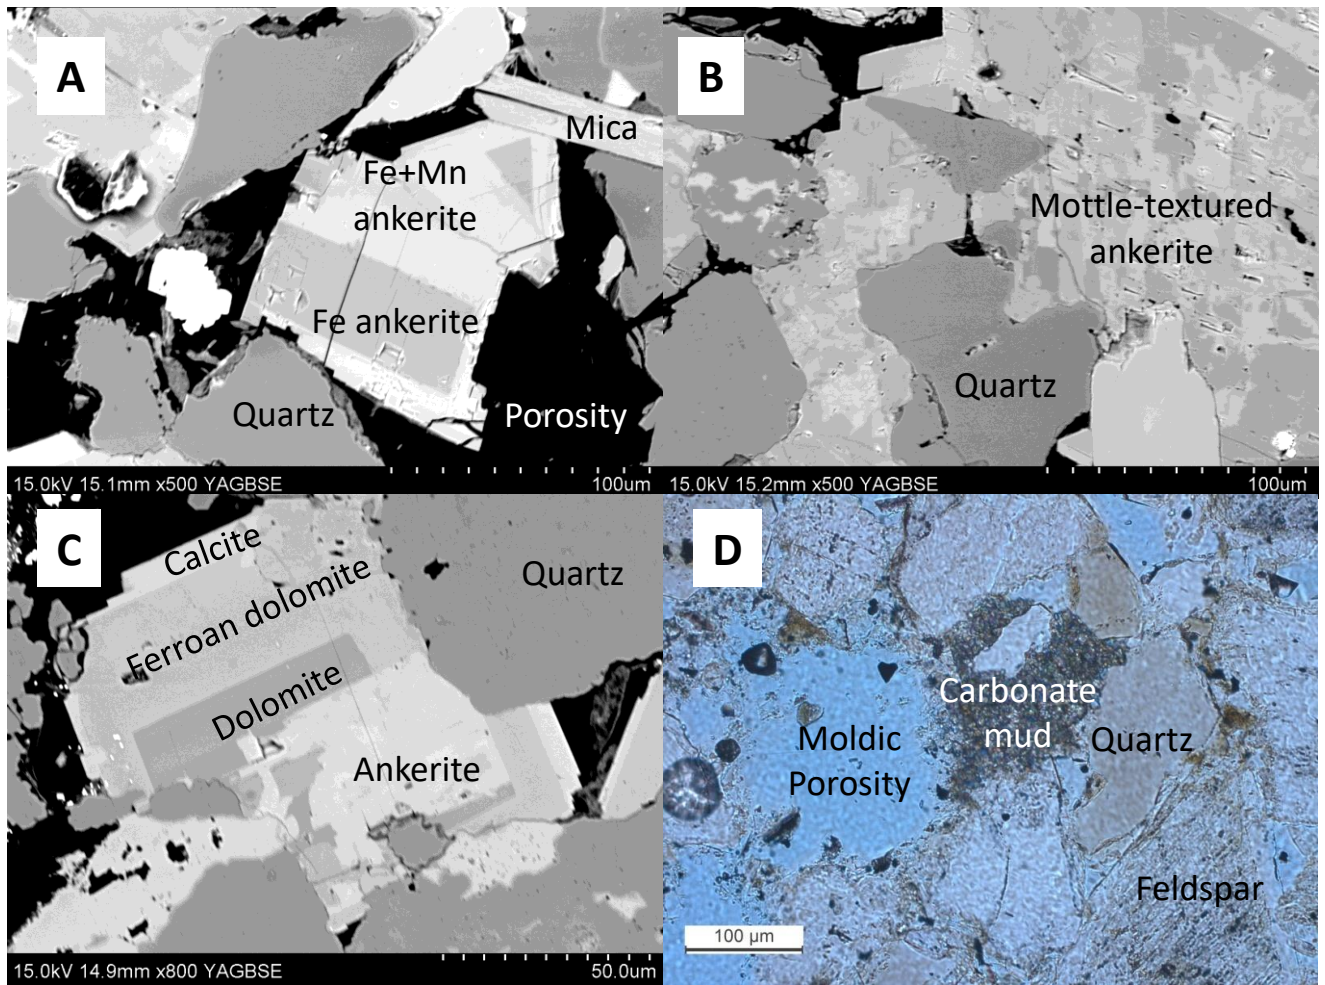 A
Mica
Fe+Mn
ankerite
Fe ankerite
Quartz
Porosity
15.0kV 15.1mm x500 YAGBSE
100um
B
Mottle-textured
ankerite
Quartz
15.0kV 15.2mm x500 YAGBSE
100um
C
Calcite
Quartz
Ferroan dolomite
Dolomite
Ankerite
15.0kV 14.9mm x800 YAGBSE
50.0um
D
Carbonate
mud
Moldic
Porosity
Quartz
Feldspar
100 µm